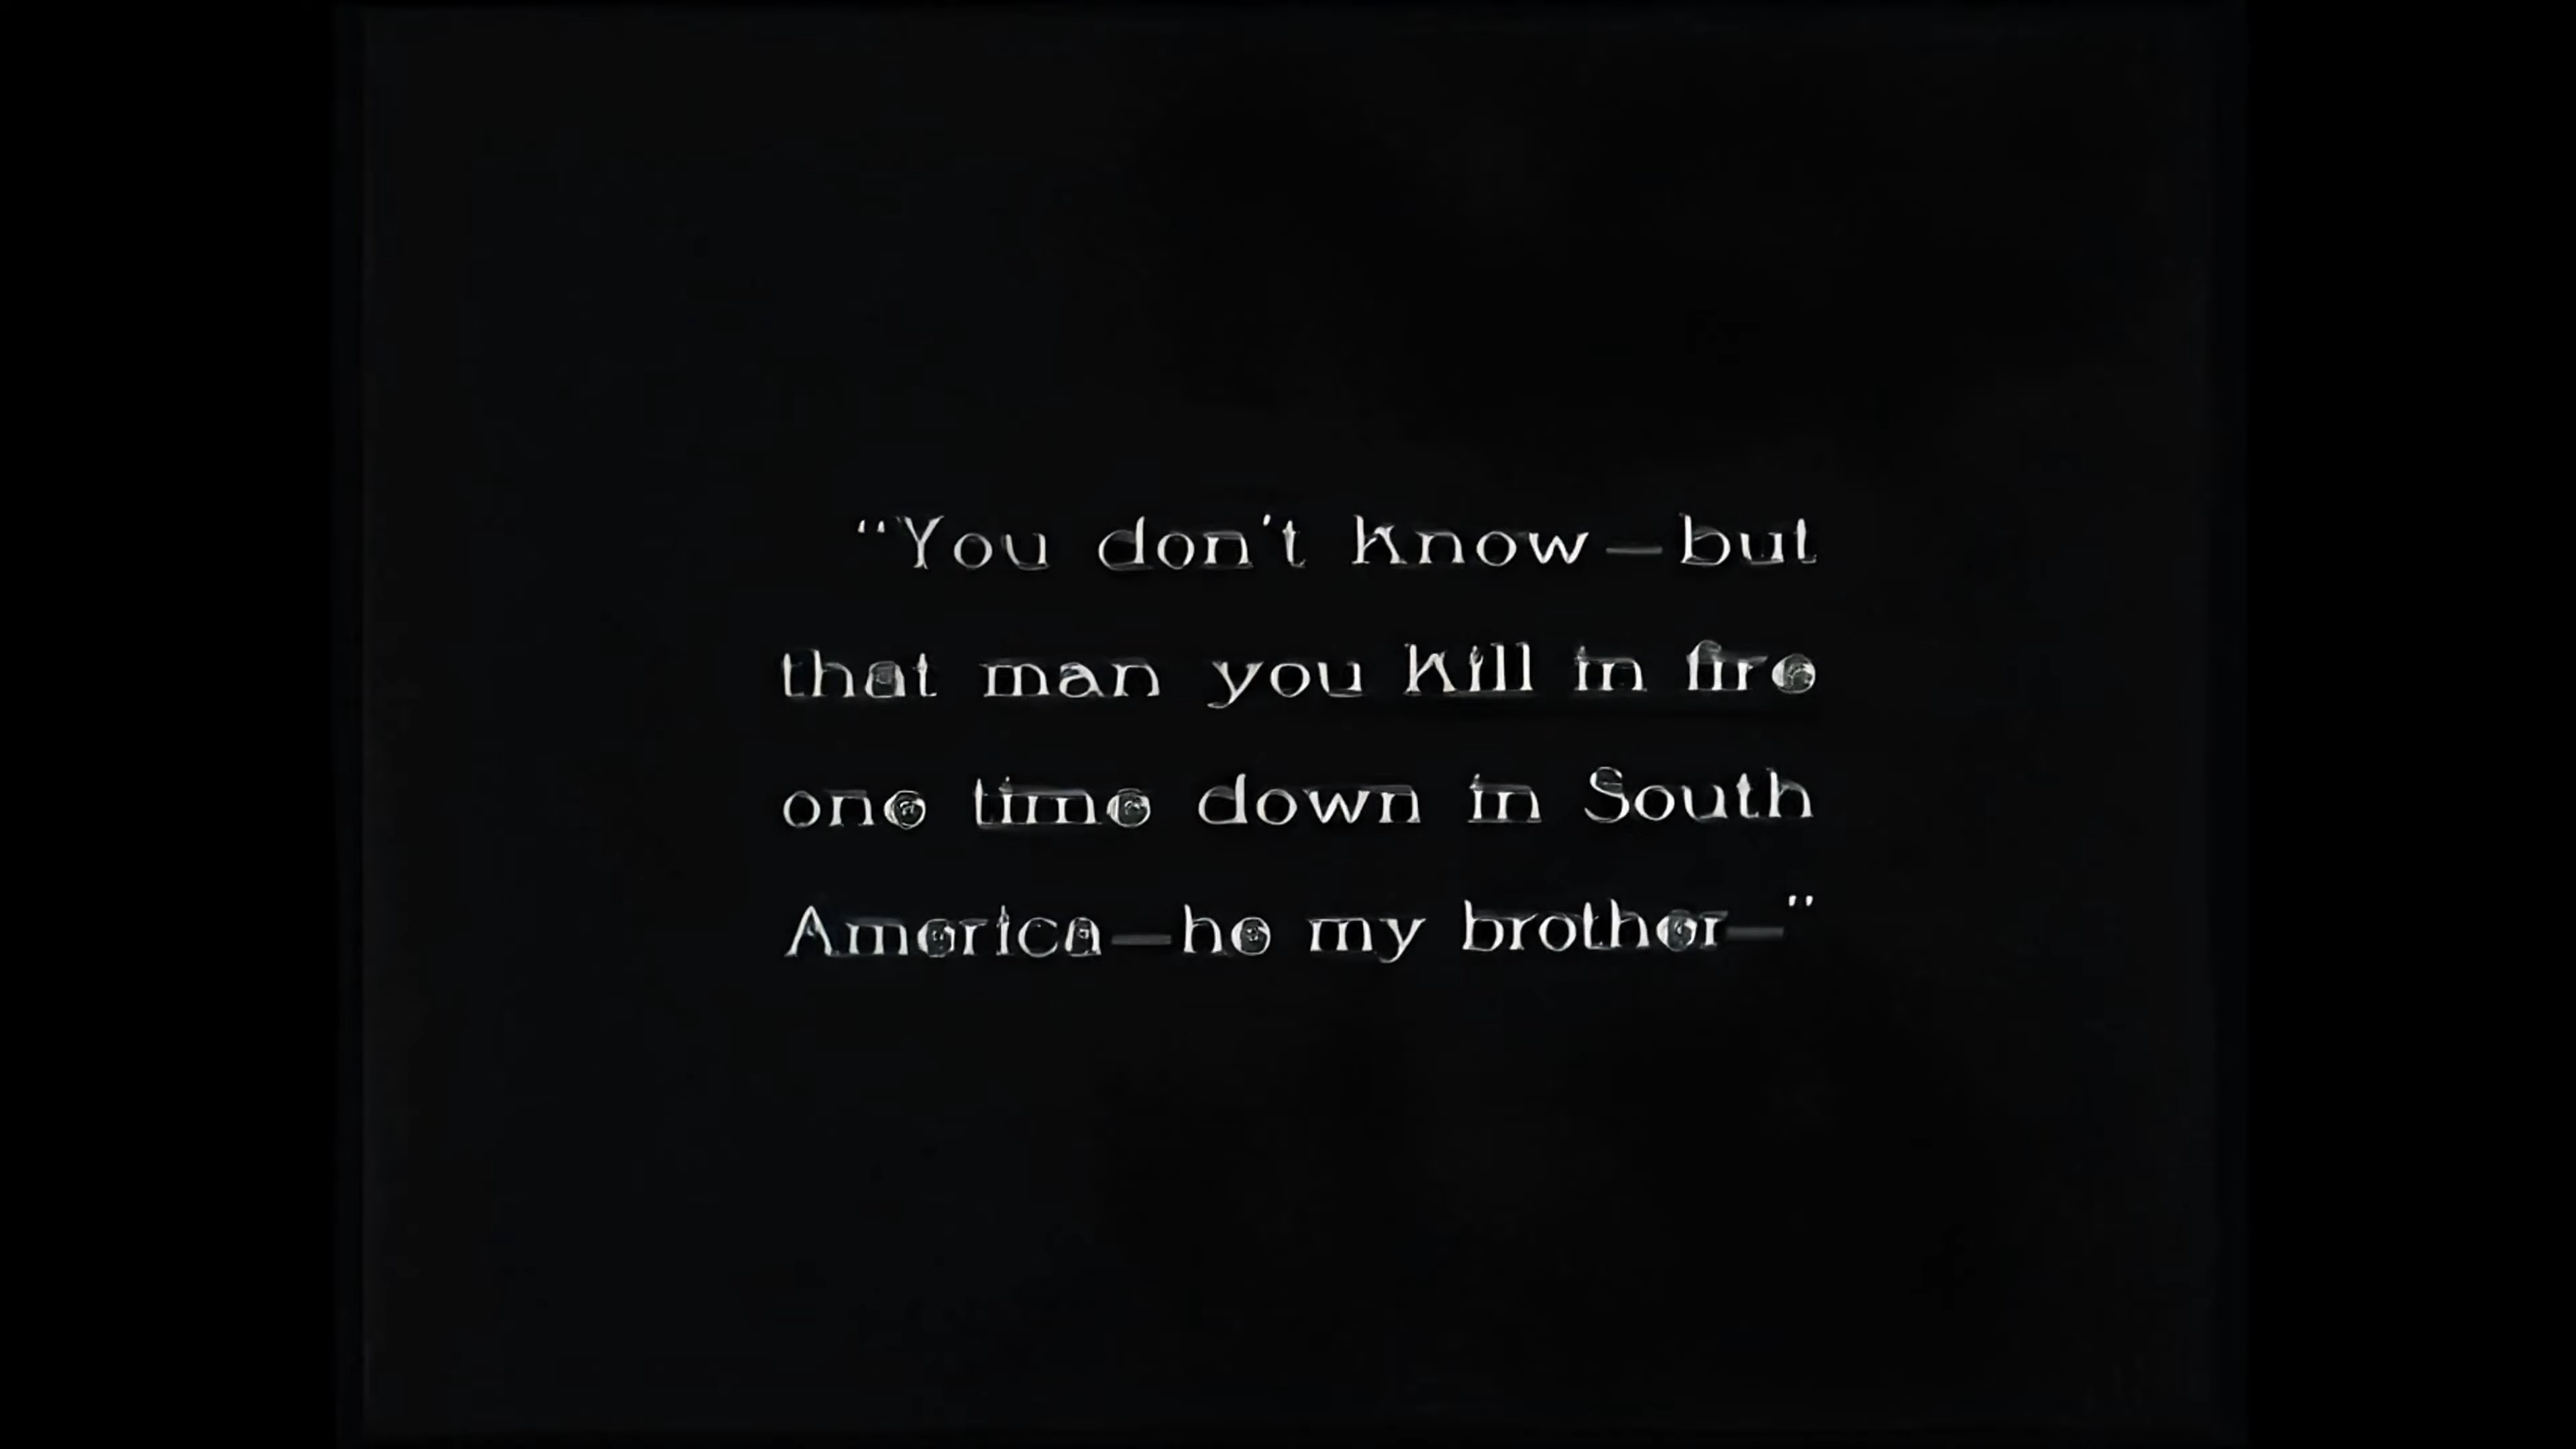 “You don't know—but
that man you kill in fire
one time down in South
America—he my brother—”